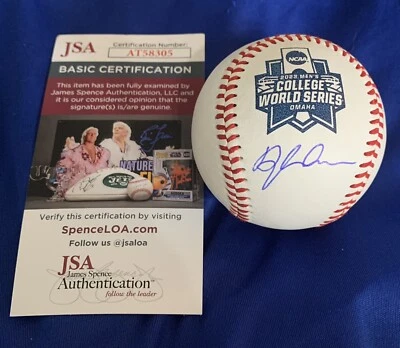 JSA
Certification Number:
AT58305
BASIC CERTIFICATION
This item has been fully examined by
James Spence Authentication, LLC and
it is our considered opinion that the
signature(s) is/are genuine.
NATURE
Verify this certification by visiting
SpenceLOA.com
Follow us @jsaloa
JSA
James Spence
Authentication
follow the leader
NCAA
2023 MEN'S
COLLEGE
WORLD SERIES
OMAHA